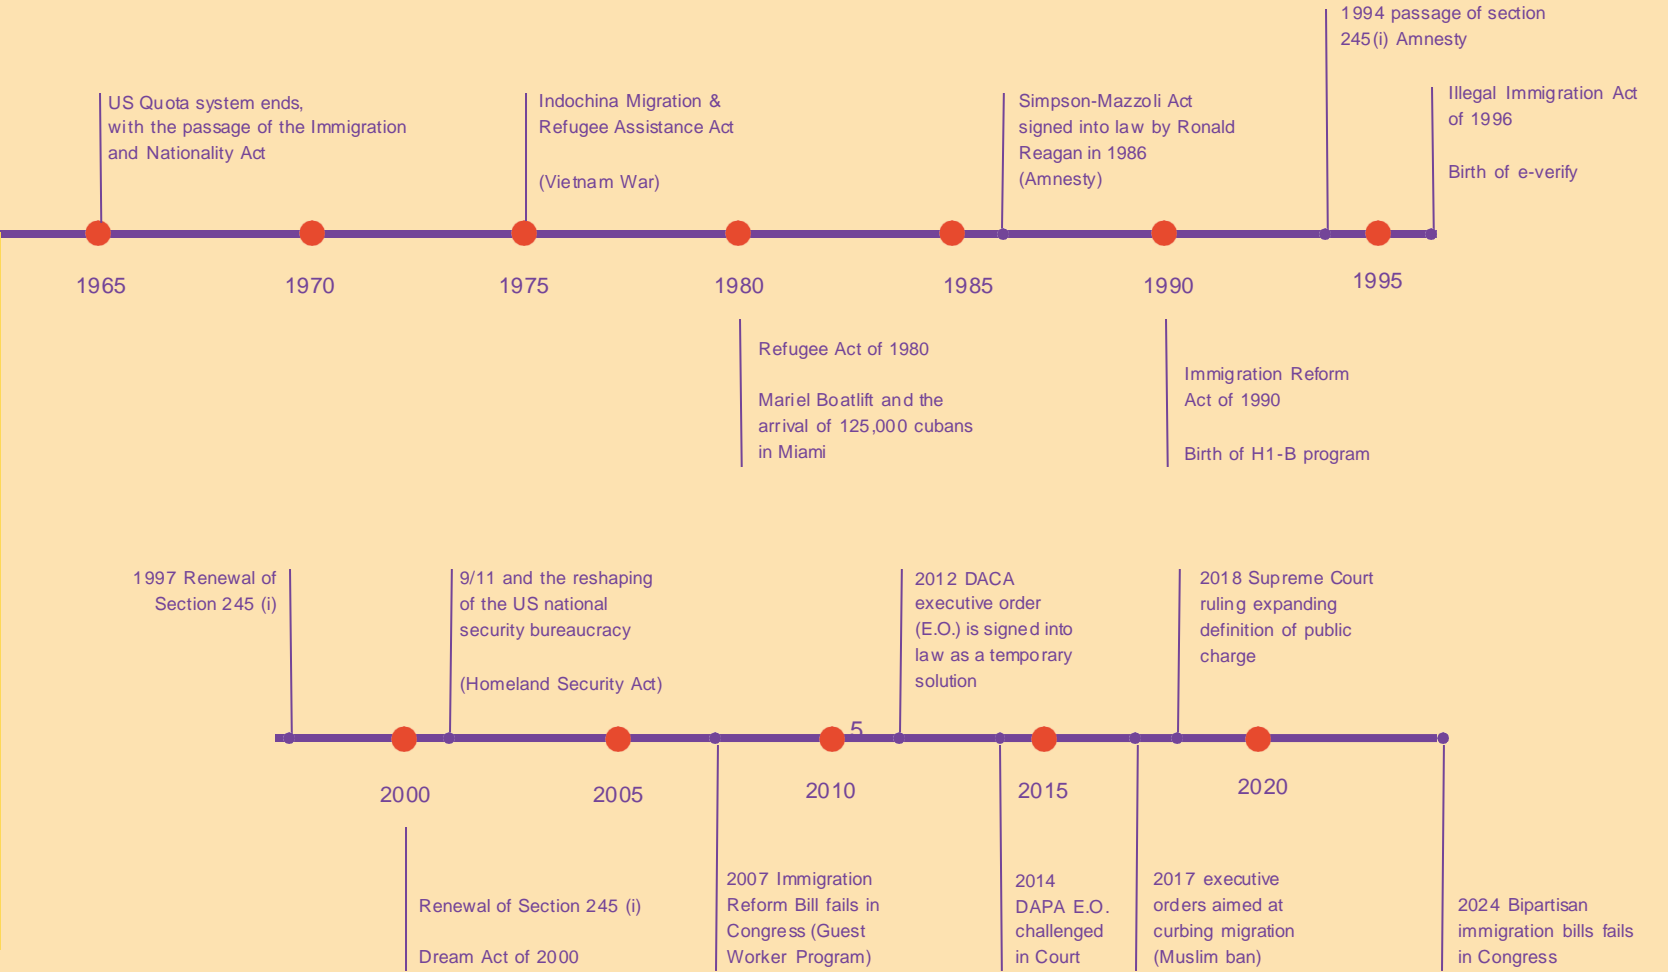 1994 passage of section
245(i) Amnesty
US Quota system ends,
with the passage of the Immigration
and Nationality Act
Indochina Migration &
Refugee Assistance Act
(Vietnam War)
Simpson-Mazzoli Act
signed into law by Ronald
Reagan in 1986
(Amnesty)
Illegal Immigration Act
of 1996
Birth of e-verify
1965
1970
1975
1980
1985
1990
1995
Refugee Act of 1980
Mariel Boatlift and the
arrival of 125,000 cubans
in Miami
Immigration Reform
Act of 1990
Birth of H1-B program
1997 Renewal of
Section 245 (i)
9/11 and the reshaping
of the US national
security bureaucracy
(Homeland Security Act)
2012 DACA
executive order
(E.O.) is signed into
law as a temporary
solution
2018 Supreme Court
ruling expanding
definition of public
charge
5
2000
2005
2010
2015
2020
Renewal of Section 245 (i)
Dream Act of 2000
2007 Immigration
Reform Bill fails in
Congress (Guest
Worker Program)
2014
DAPA E.O.
challenged
in Court
2017 executive
orders aimed at
curbing migration
(Muslim ban)
2024 Bipartisan
immigration bills fails
in Congress